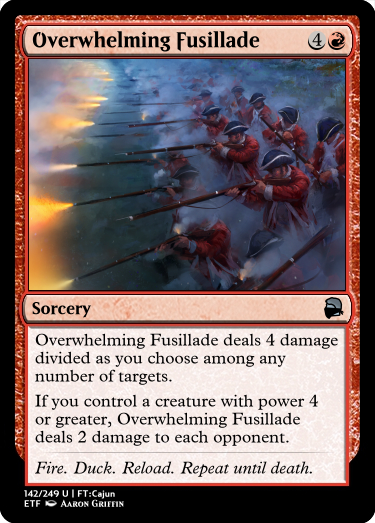 Overwhelming Fusillade 4
Sorcery
Overwhelming Fusillade deals 4 damage
divided as you choose among any
number of targets.
If you control a creature with power 4
or greater, Overwhelming Fusillade
deals 2 damage to each opponent.
Fire. Duck. Reload. Repeat until death.
142/249 U | FT:Cajun
ETF Aaron Griffin